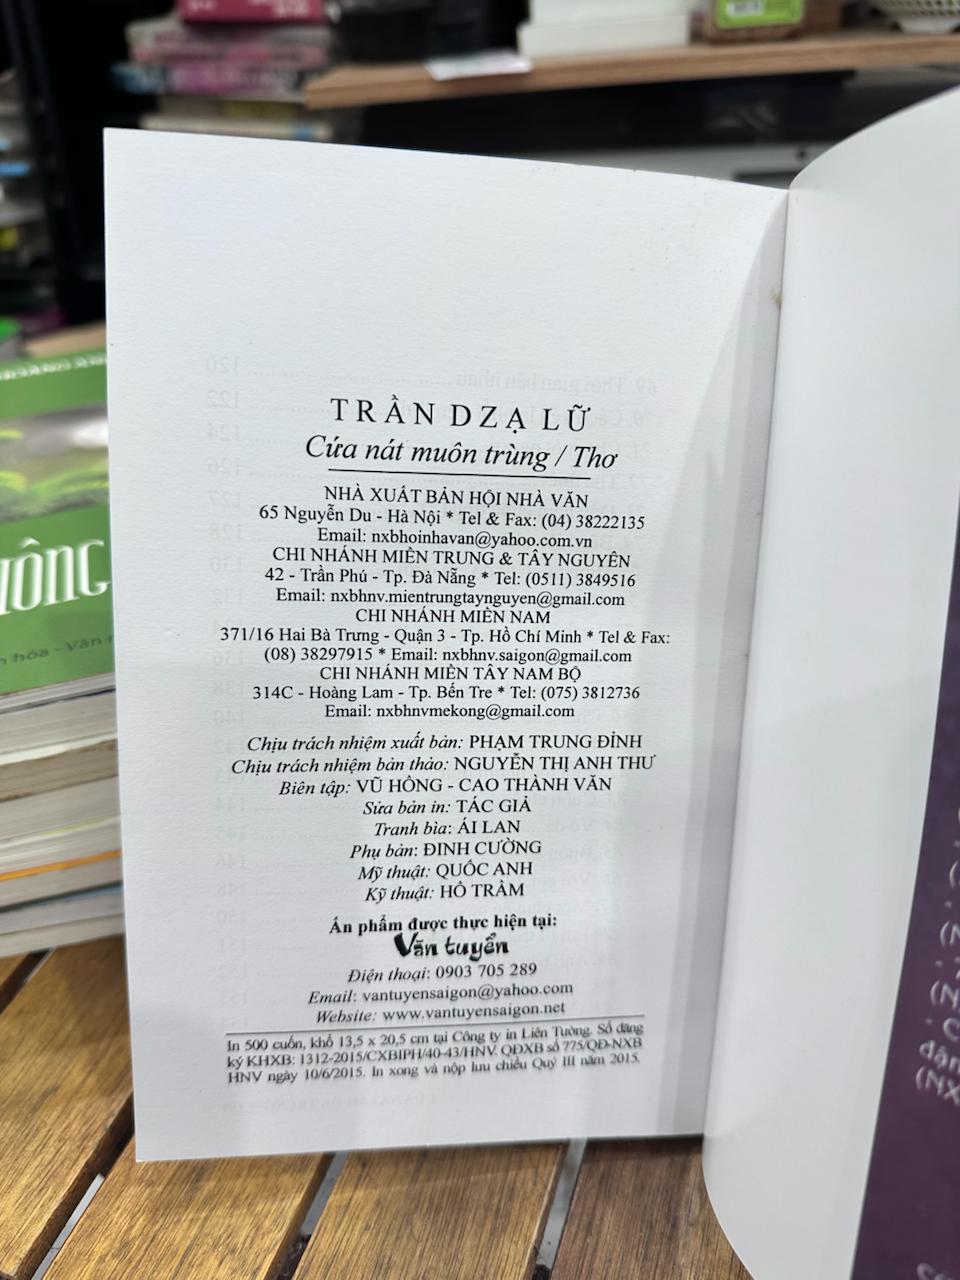 TRẦN DZẠ LỮ
Cứa nát muôn trùng / Thơ
NHÀ XUẤT BẢN HỘI NHÀ VĂN
65 Nguyễn Du - Hà Nội * Tel & Fax: (04) 38222135
Email: nxbhoinhavan@yahoo.com.vn
CHI NHÁNH MIỀN TRUNG & TÂY NGUYÊN
42 - Trần Phú - Tp. Đà Nẵng * Tel: (0511) 3849516
Email: nxbhnv.mientrungtaynguyen@gmail.com
CHI NHÁNH MIỀN NAM
371/16 Hai Bà Trưng - Quận 3 - Tp. Hồ Chí Minh * Tel & Fax:
(08) 38297915 * Email: nxbhnv.saigon@gmail.com
CHI NHÁNH MIỀN TÂY NAM BỘ
314C - Hoàng Lam - Tp. Bến Tre * Tel: (075) 3812736
Email: nxbhnvmekong@gmail.com
Chịu trách nhiệm xuất bản: PHẠM TRUNG ĐỈNH
Chịu trách nhiệm bản thảo: NGUYỄN THỊ ANH THƯ
Biên tập: VŨ HỒNG - CAO THÀNH VĂN
Sửa bản in: TÁC GIẢ
Tranh bìa: ÁI LAN
Phụ bản: ĐINH CƯỜNG
Mỹ thuật: QUỐC ANH
Kỹ thuật: HỒ TRÂM
Ấn phẩm được thực hiện tại:
Văn tuyển
Điện thoại: 0903 705 289
Email: vantuyensaigon@yahoo.com
Website: www.vantuyensaigon.net
In 500 cuốn, khổ 13,5 x 20,5 cm tại Công ty in Liên Tường. Số đăng
ký KHXB: 1312-2015/CXBIPH/40-43/HNV. QĐXB số 775/QĐ-NXB
HNV ngày 10/6/2015. In xong và nộp lưu chiểu Quý III năm 2015.